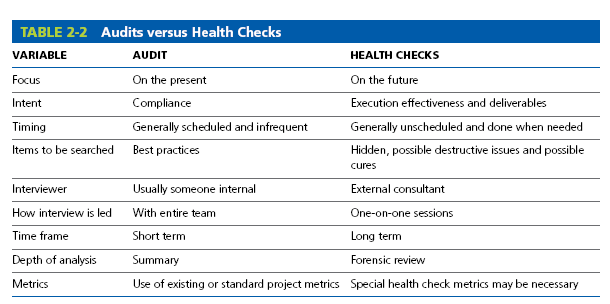 TABLE 2-2 Audits versus Health Checks
VARIABLE AUDIT HEALTH CHECKS
Focus On the present On the future
Intent Compliance Execution effectiveness and deliverables
Timing Generally scheduled and infrequent Generally unscheduled and done when needed
Items to be searched Best practices Hidden, possible destructive issues and possible
cures
Interviewer Usually someone internal External consultant
How interview is led With entire team One-on-one sessions
Time frame Short term Long term
Depth of analysis Summary Forensic review
Metrics Use of existing or standard project metrics Special health check metrics may be necessary